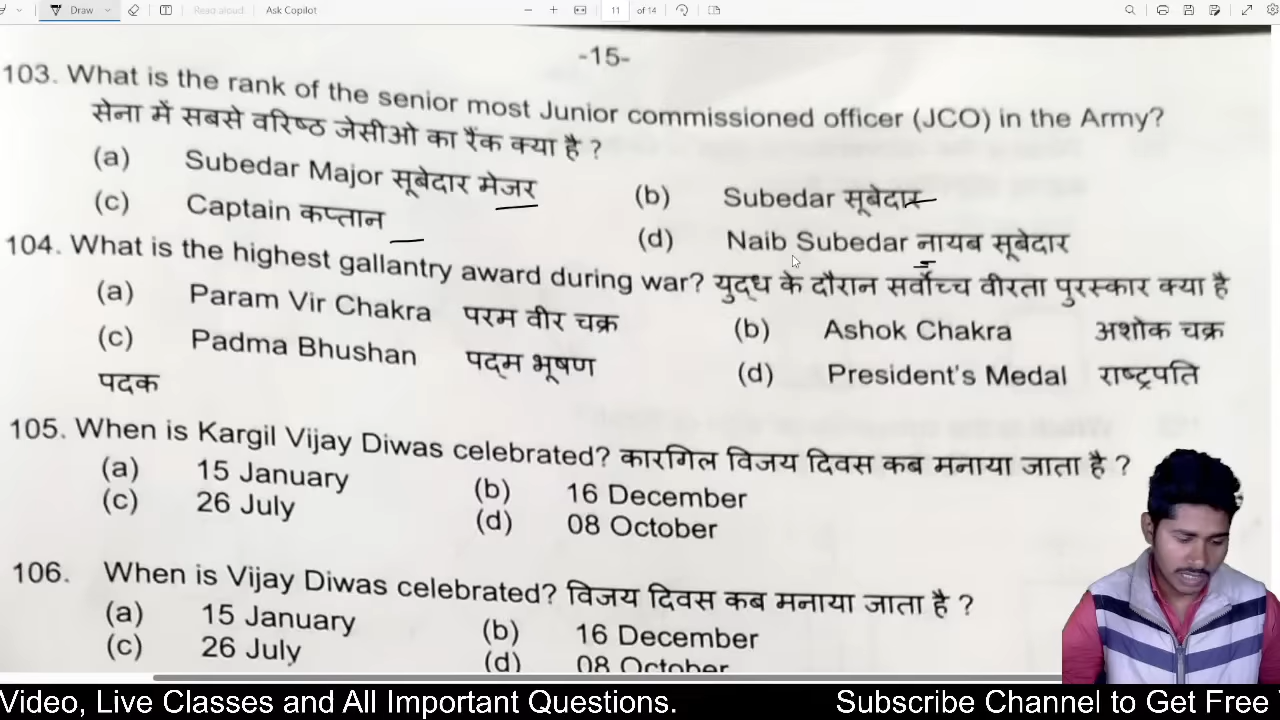 Draw
Read aloud
Ask Copilot
11 of 14
-15-
103. What is the rank of the senior most Junior commissioned officer (JCO) in the Army?
सेना में सबसे वरिष्ठ जेसीओ का रैंक क्या है ?
(a) Subedar Major सूबेदार मेजर
(b) Subedar सूबेदार
(c) Captain कप्तान
(d) Naib Subedar नायब सूबेदार
104. What is the highest gallantry award during war? युद्ध के दौरान सर्वोच्च वीरता पुरस्कार क्या है
(a) Param Vir Chakra परम वीर चक्र
(b) Ashok Chakra अशोक चक्र
(c) Padma Bhushan पद्म भूषण
(d) President's Medal राष्ट्रपति
पदक
105. When is Kargil Vijay Diwas celebrated? कारगिल विजय दिवस कब मनाया जाता है ?
(a) 15 January
(b) 16 December
(c) 26 July
(d) 08 October
106. When is Vijay Diwas celebrated? विजय दिवस कब मनाया जाता है ?
(a) 15 January
(b) 16 December
(c) 26 July
(d) 08 October
Video, Live Classes and All Important Questions. Subscribe Channel to Get Free